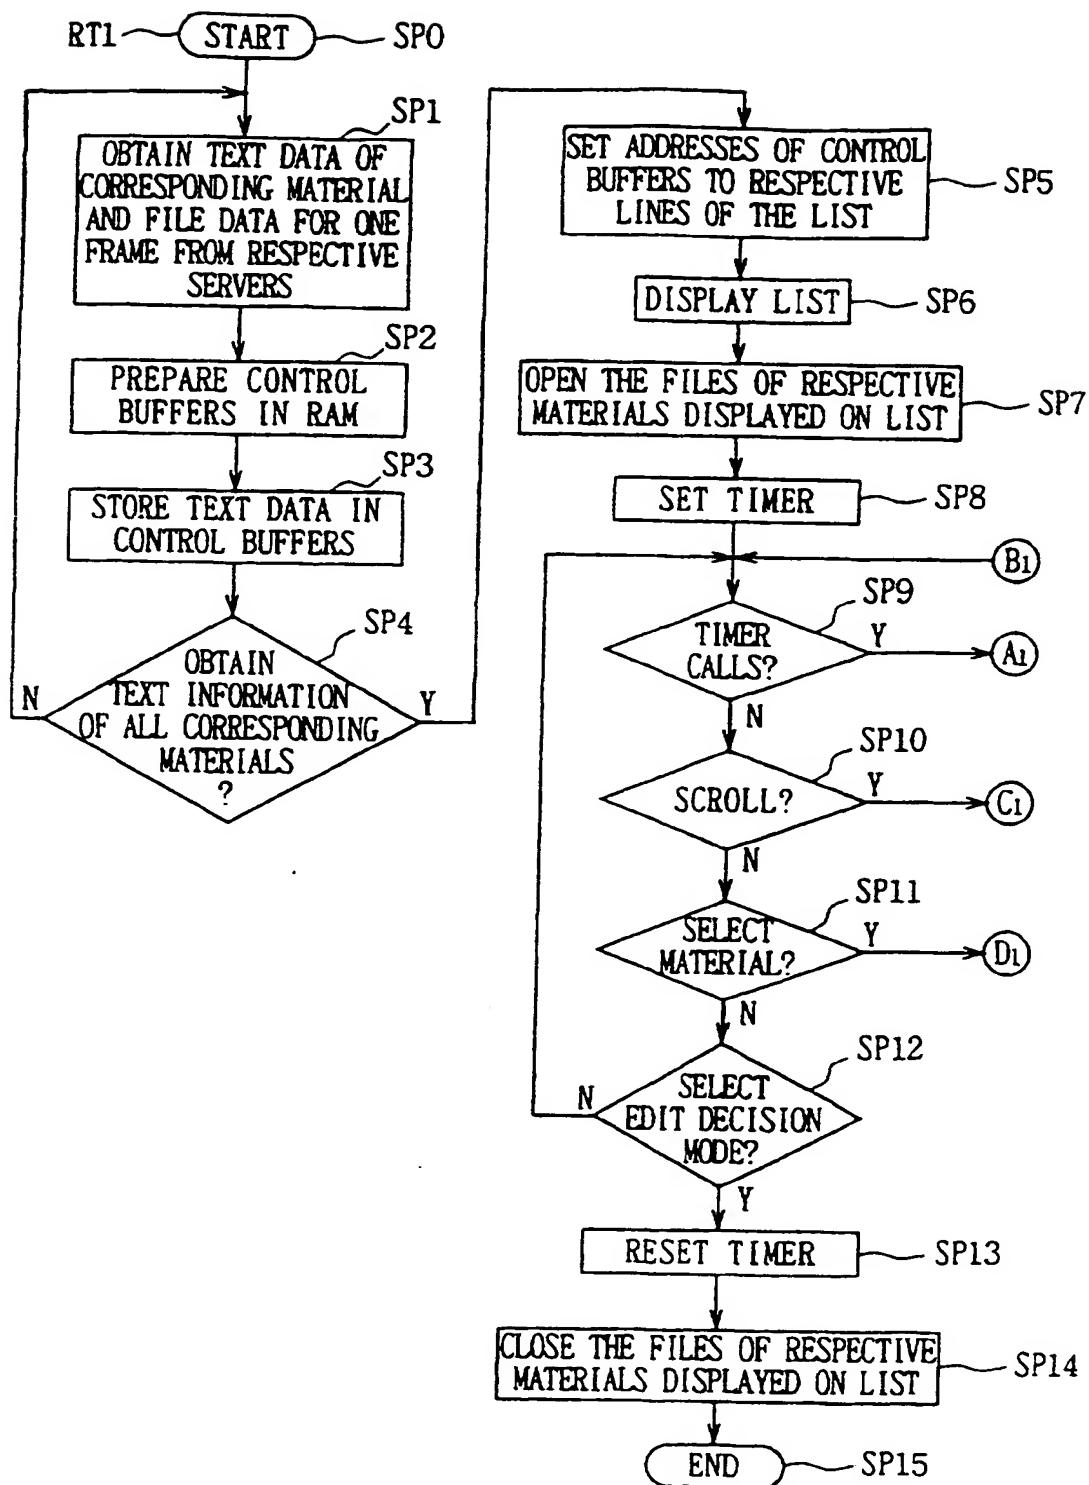 RT1
START
SP0
SP1
OBTAIN TEXT DATA OF
CORRESPONDING MATERIAL
AND FILE DATA FOR ONE
FRAME FROM RESPECTIVE
SERVERS
SP2
PREPARE CONTROL
BUFFERS IN RAM
SP3
STORE TEXT DATA IN
CONTROL BUFFERS
SP4
OBTAIN
TEXT INFORMATION
OF ALL CORRESPONDING
MATERIALS
?
N
Y
SET ADDRESSES OF CONTROL
BUFFERS TO RESPECTIVE
LINES OF THE LIST
SP5
DISPLAY LIST
SP6
OPEN THE FILES OF RESPECTIVE
MATERIALS DISPLAYED ON LIST
SP7
SET TIMER
SP8
B1
SP9
TIMER
CALLS?
Y
A1
N
SP10
SCROLL?
Y
C1
N
SP11
SELECT
MATERIAL?
Y
D1
N
SP12
SELECT
EDIT DECISION
MODE?
N
Y
RESET TIMER
SP13
CLOSE THE FILES OF RESPECTIVE
MATERIALS DISPLAYED ON LIST
SP14
END
SP15